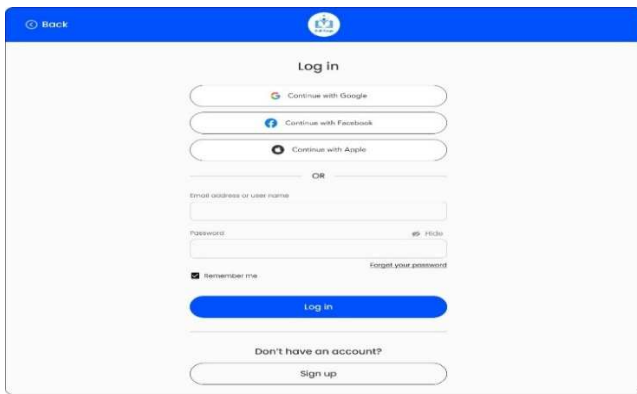 Back
Log in
Continue with Google
Continue with Facebook
Continue with Apple
OR
Email address or user name
Password Hide
Forget your password
Remember me
Log in
Don't have an account?
Sign up